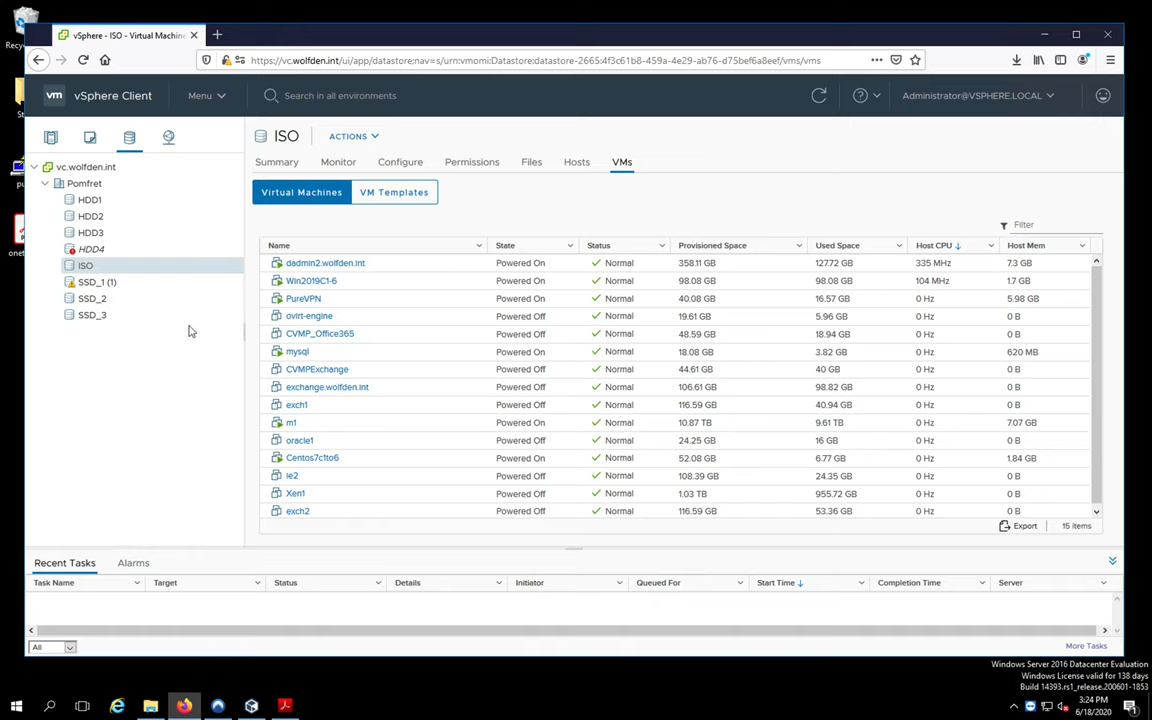 Recy
vSphere - ISO - Virtual Machine
https://vc.wolfden.int/ui/app/datastore;nav=s/urn:vmomi:Datastore:datastore-2665:4f3c61b8-459a-4e29-ab76-d75bef6a8eef/vms/vms
vm vSphere Client Menu Search in all environments Administrator@VSPHERE.LOCAL
St
pu
onet
vc.wolfden.int
Pomfret
HDD1
HDD2
HDD3
HDD4
ISO
SSD_1 (1)
SSD_2
SSD_3
ISO ACTIONS
Summary Monitor Configure Permissions Files Hosts VMs
Virtual Machines VM Templates
Filter
Name State Status Provisioned Space Used Space Host CPU Host Mem
dadmin2.wolfden.int Powered On Normal 358.11 GB 127.72 GB 335 MHz 7.3 GB
Win2019C1-6 Powered On Normal 98.08 GB 98.08 GB 104 MHz 1.7 GB
PureVPN Powered On Normal 40.08 GB 16.57 GB 0 Hz 5.98 GB
ovirt-engine Powered Off Normal 19.61 GB 5.96 GB 0 Hz 0 B
CVMP_Office365 Powered Off Normal 48.59 GB 18.94 GB 0 Hz 0 B
mysql Powered On Normal 18.08 GB 3.82 GB 0 Hz 620 MB
CVMPExchange Powered Off Normal 44.61 GB 40 GB 0 Hz 0 B
exchange.wolfden.int Powered Off Normal 106.61 GB 98.82 GB 0 Hz 0 B
exch1 Powered Off Normal 116.59 GB 40.94 GB 0 Hz 0 B
m1 Powered On Normal 10.87 TB 9.61 TB 0 Hz 7.07 GB
oracle1 Powered Off Normal 24.25 GB 16 GB 0 Hz 0 B
Centos7c1to6 Powered On Normal 52.08 GB 6.77 GB 0 Hz 1.84 GB
ie2 Powered Off Normal 108.39 GB 24.35 GB 0 Hz 0 B
Xen1 Powered Off Normal 1.03 TB 955.72 GB 0 Hz 0 B
exch2 Powered Off Normal 116.59 GB 53.36 GB 0 Hz 0 B
Export 15 items
Recent Tasks Alarms
Task Name Target Status Details Initiator Queued For Start Time Completion Time Server
All More Tasks
Windows Server 2016 Datacenter Evaluation
Windows License valid for 138 days
Build 14393.rs1_release.200601-1853
3:24 PM
6/18/2020